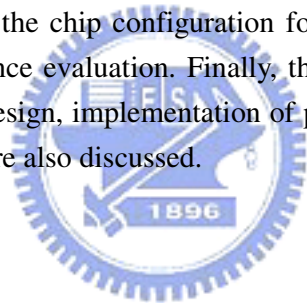 the chip configuration fo
nce evaluation. Finally, th
esign, implementation of p
re also discussed.
1896